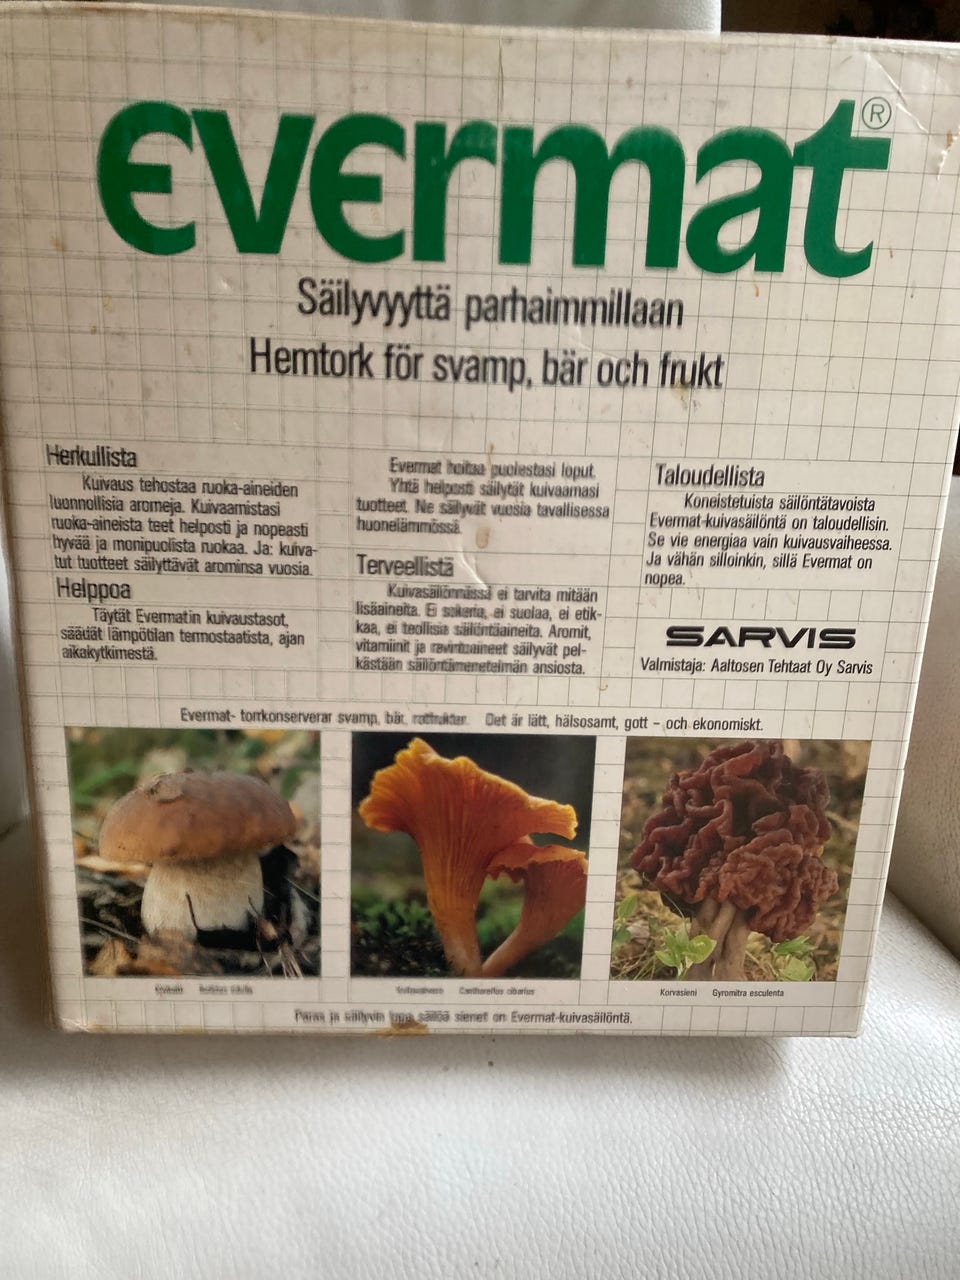 evermat®
Säilyvyyttä parhaimmillaan
Hemtork för svamp, bär och frukt
Herkullista
Kuivaus tehostaa ruoka-aineiden
luonnollisia aromeja. Kuivaamistasi
ruoka-aineista teet helposti ja nopeasti
hyvää ja monipuolista ruokaa. Ja: kuiva-
tut tuotteet säilyttävät arominsa vuosia.
Helppoa
Täytät Evermatin kuivaustasot,
säädät lämpötilan termostaatista, ajan
aikakytkimestä.
Evermat hoitaa puolestasi loput.
Yhtä helposti säilytät kuivaamasi
tuotteet. Ne säilyvät vuosia tavallisessa
huonelämmössä.
Terveellistä
Kuivasäilönnässä ei tarvita mitään
lisäaineita. Ei sokeria, ei suolaa, ei etik-
kaa, ei teollisia säilöntäaineita. Aromit,
vitamiinit ja ravintoaineet säilyvät pel-
kästään säilöntämenetelmän ansiosta.
Taloudellista
Koneistetuista säilöntätavoista
Evermat-kuivasäilöntä on taloudellisin.
Se vie energiaa vain kuivausvaiheessa.
Ja vähän silloinkin, sillä Evermat on
nopea.
SARVIS
Valmistaja: Aaltosen Tehtaat Oy Sarvis
Evermat- torrkonserverar svamp, bär, Det är lätt, hälsosamt, gott – och ekonomiskt.
Cantharellus cibarius
Korvasieni Gyromitra esculenta
Paras ja säilöä sienet on Evermat-kuivasäilöntä.